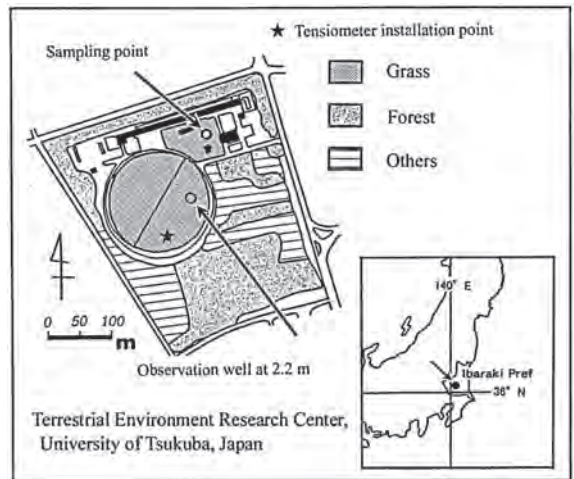 ★ Tensiometer installation point
Sampling point
Grass
Forest
Others
0 50 100
m
Observation well at 2.2 m
Terrestrial Environment Research Center,
University of Tsukuba, Japan
140° E
Ibaraki Pref
36° N